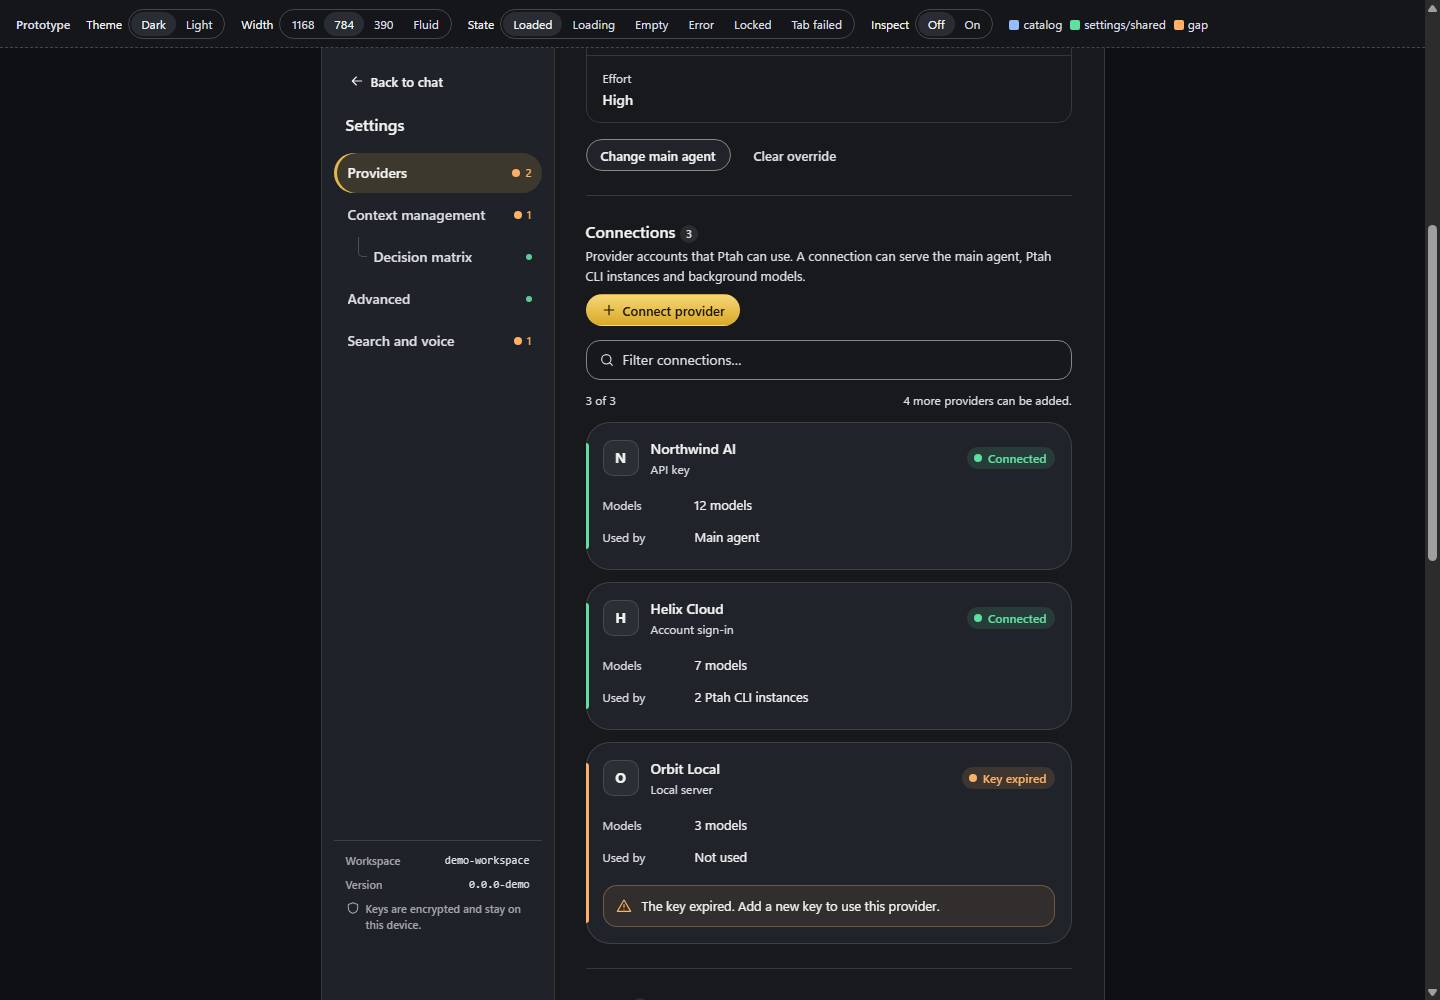 Prototype Theme Dark Light Width 1168 784 390 Fluid State Loaded Loading Empty Error Locked Tab failed Inspect Off On catalog settings/shared gap
Back to chat
Settings
Providers 2
Context management 1
Decision matrix
Advanced
Search and voice 1
Workspace demo-workspace
Version 0.0.0-demo
Keys are encrypted and stay on
this device.
Effort
High
Change main agent Clear override
Connections 3
Provider accounts that Ptah can use. A connection can serve the main agent, Ptah
CLI instances and background models.
Connect provider
Filter connections...
3 of 3 4 more providers can be added.
N Northwind AI Connected
API key
Models 12 models
Used by Main agent
H Helix Cloud Connected
Account sign-in
Models 7 models
Used by 2 Ptah CLI instances
O Orbit Local Key expired
Local server
Models 3 models
Used by Not used
The key expired. Add a new key to use this provider.